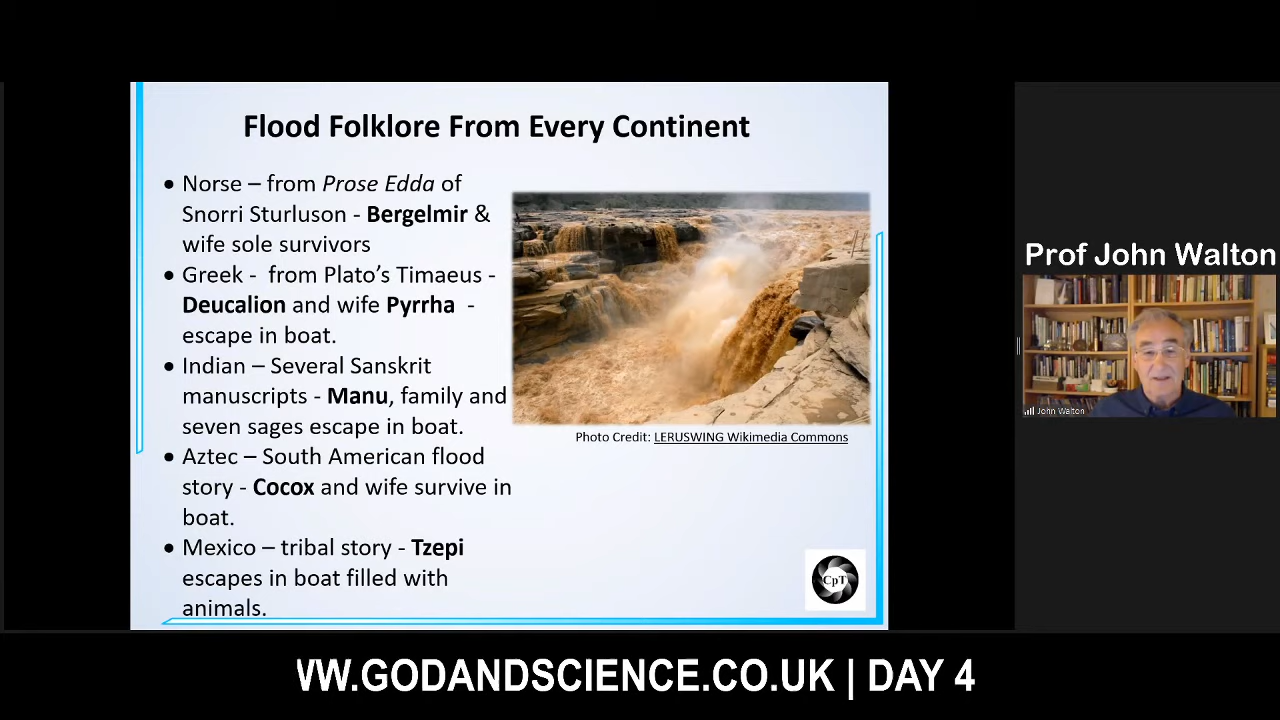 Flood Folklore From Every Continent
• Norse – from Prose Edda of
Snorri Sturluson - Bergelmir &
wife sole survivors
• Greek - from Plato's Timaeus -
Deucalion and wife Pyrrha -
escape in boat.
• Indian – Several Sanskrit
manuscripts - Manu, family and
seven sages escape in boat.
• Aztec – South American flood
story - Cocox and wife survive in
boat.
• Mexico – tribal story - Tzepi
escapes in boat filled with
animals.
Photo Credit: LERUSWING Wikimedia Commons
CpT
Prof John Walton
John Walton
WW.GODANDSCIENCE.CO.UK | DAY 4